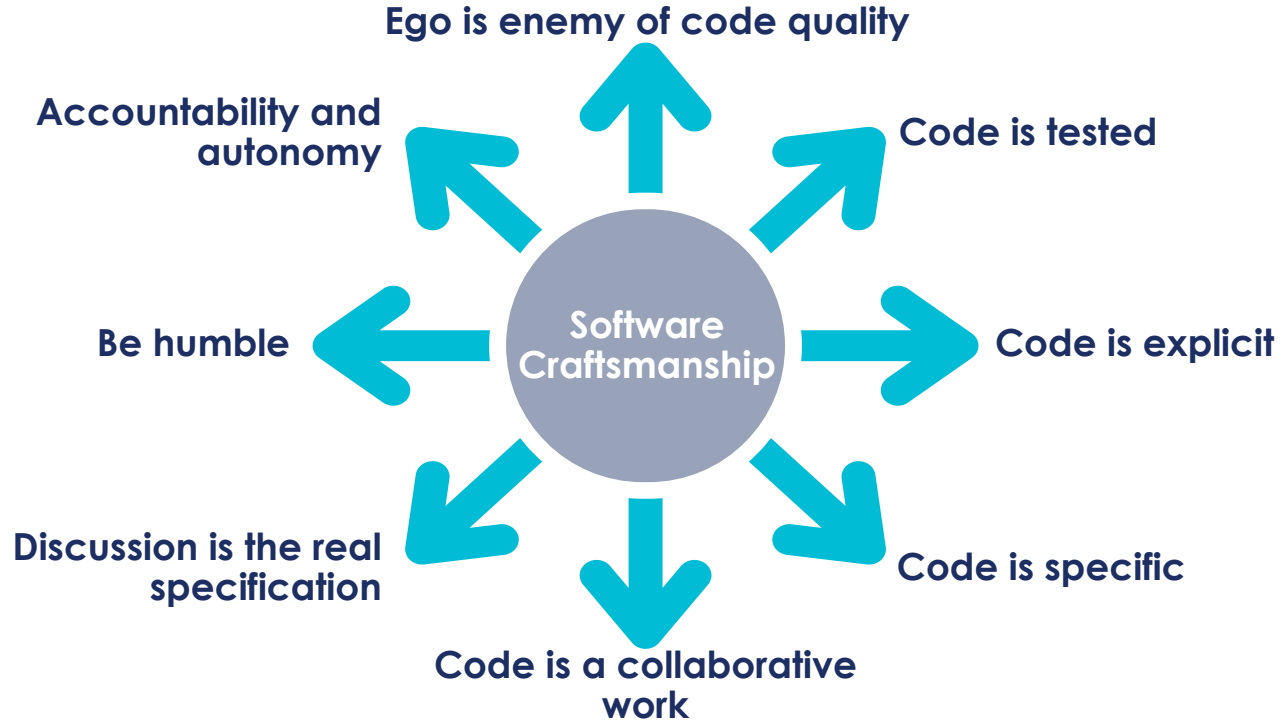 Ego is enemy of code quality
Accountability and
autonomy
Code is tested
Be humble
Software
Craftsmanship
Code is explicit
Discussion is the real
specification
Code is specific
Code is a collaborative
work